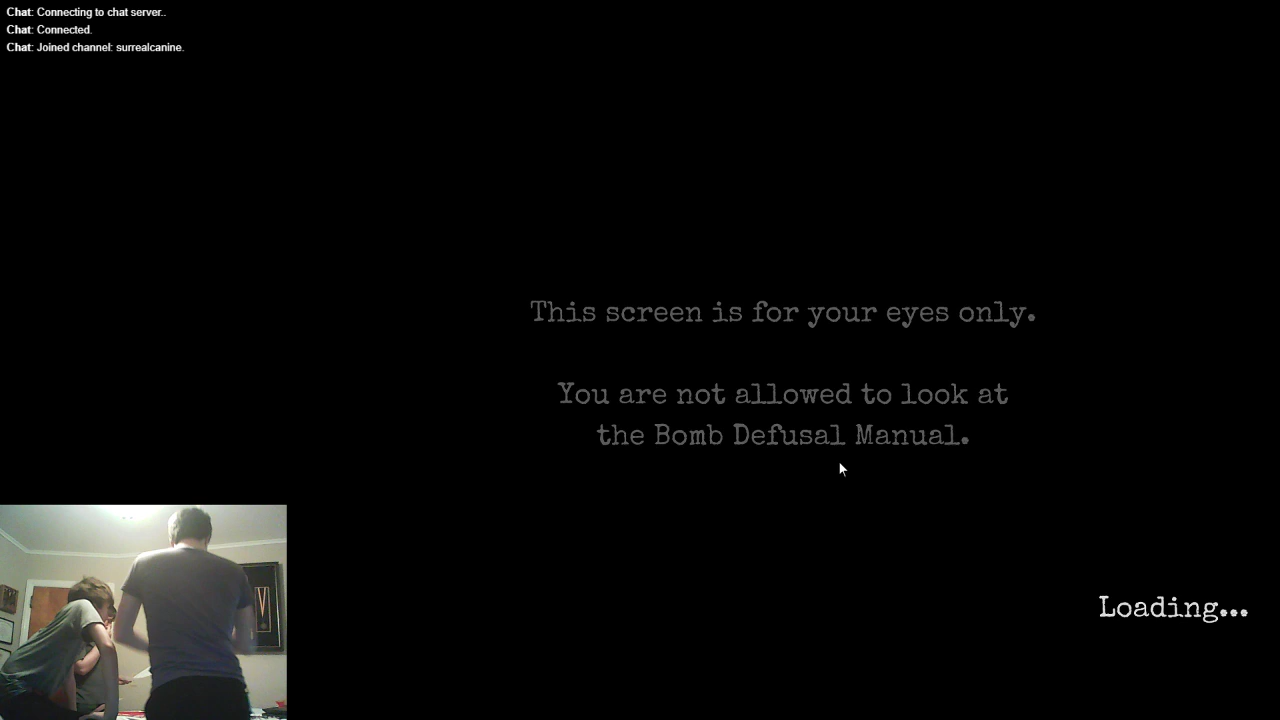 Chat: Connecting to chat server..
Chat: Connected.
Chat: Joined channel: surrealcanine.
This screen is for your eyes only.
You are not allowed to look at
the Bomb Defusal Manual.
Loading...